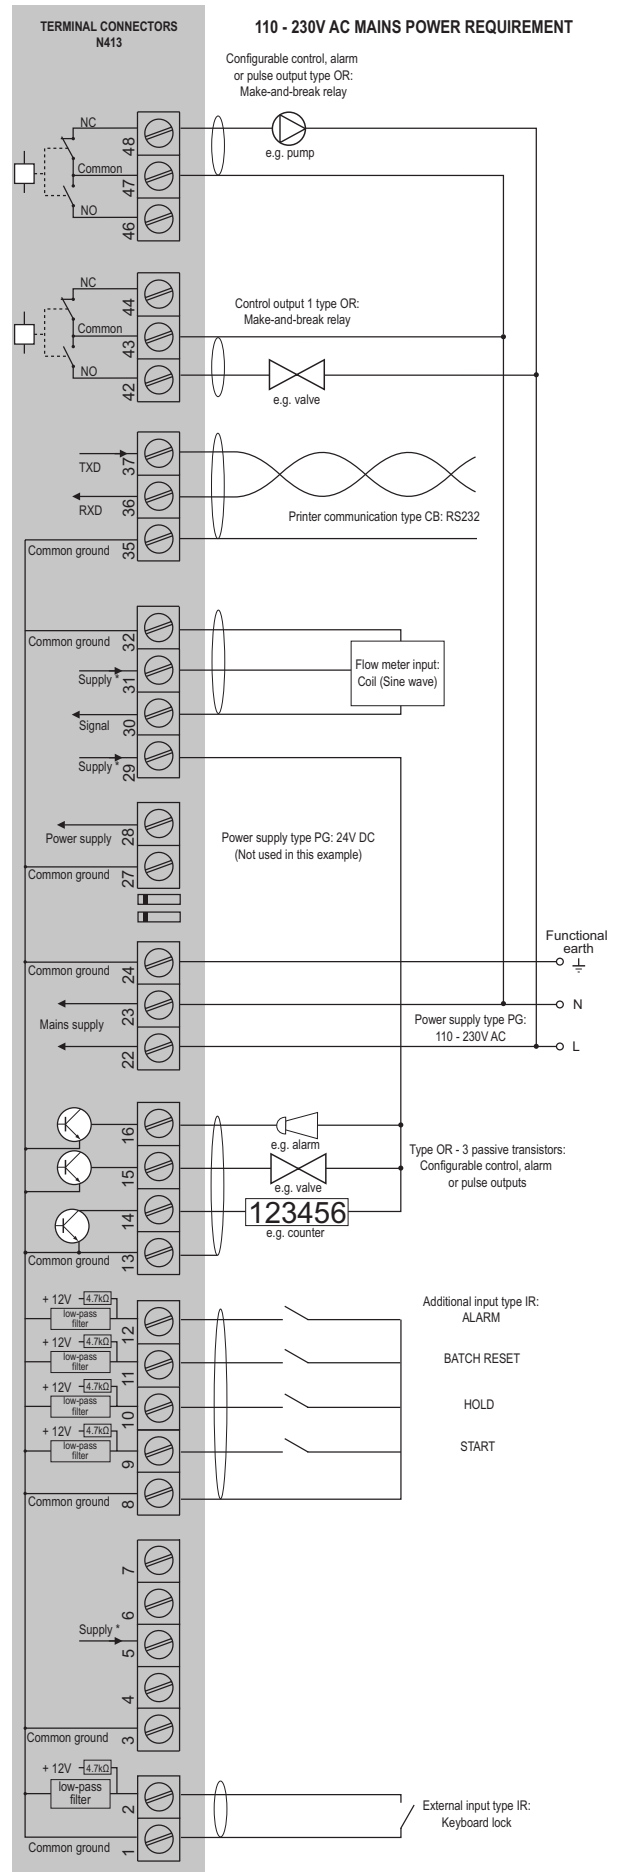 TERMINAL CONNECTORS
N413
110 - 230V AC MAINS POWER REQUIREMENT
Configurable control, alarm
or pulse output type OR:
Make-and-break relay
NC
48
e.g. pump
Common
47
NO
46
NC
44
Control output 1 type OR:
Make-and-break relay
Common
43
NO
42
e.g. valve
TXD
37
RXD
36
Printer communication type CB: RS232
Common ground
35
Common ground
32
Flow meter input:
Coil (Sine wave)
Supply *
31
Signal
30
Supply *
29
Power supply
28
Power supply type PG: 24V DC
(Not used in this example)
Common ground
27
Functional
earth
Common ground
24
Mains supply
23
N
Power supply type PG:
110 - 230V AC
22
L
16
e.g. alarm
Type OR - 3 passive transistors:
Configurable control, alarm
or pulse outputs
15
e.g. valve
14
123456
e.g. counter
Common ground
13
+ 12V
4.7kΩ
low-pass
filter
12
Additional input type IR:
ALARM
+ 12V
4.7kΩ
low-pass
filter
11
BATCH RESET
+ 12V
4.7kΩ
low-pass
filter
10
HOLD
+ 12V
4.7kΩ
low-pass
filter
9
START
Common ground
8
7
6
Supply *
5
4
Common ground
3
+ 12V
4.7kΩ
low-pass
filter
2
External input type IR:
Keyboard lock
Common ground
1